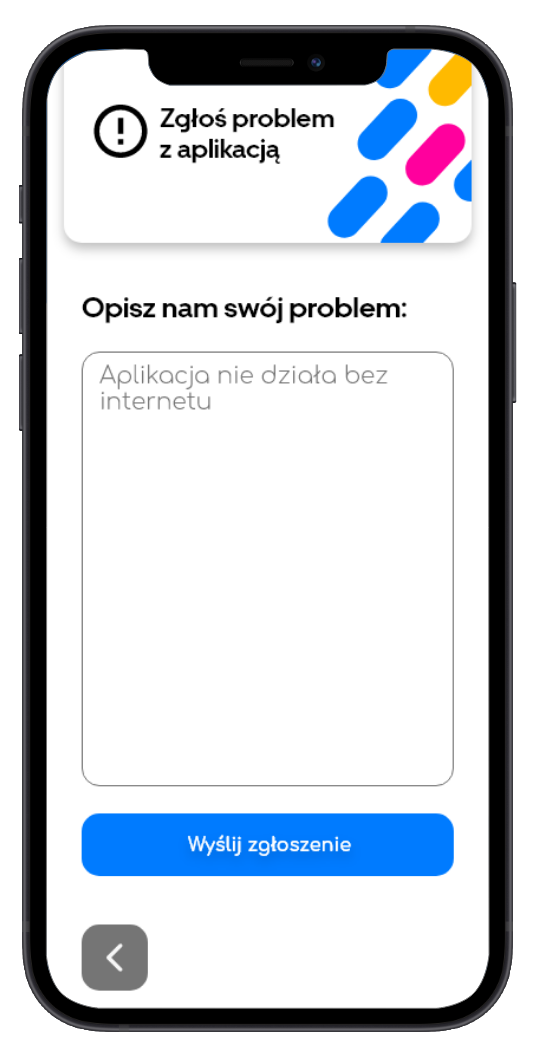 Zgłoś problem
z aplikacją
Opisz nam swój problem:
Aplikacja nie działa bez
internetu
Wyślij zgłoszenie